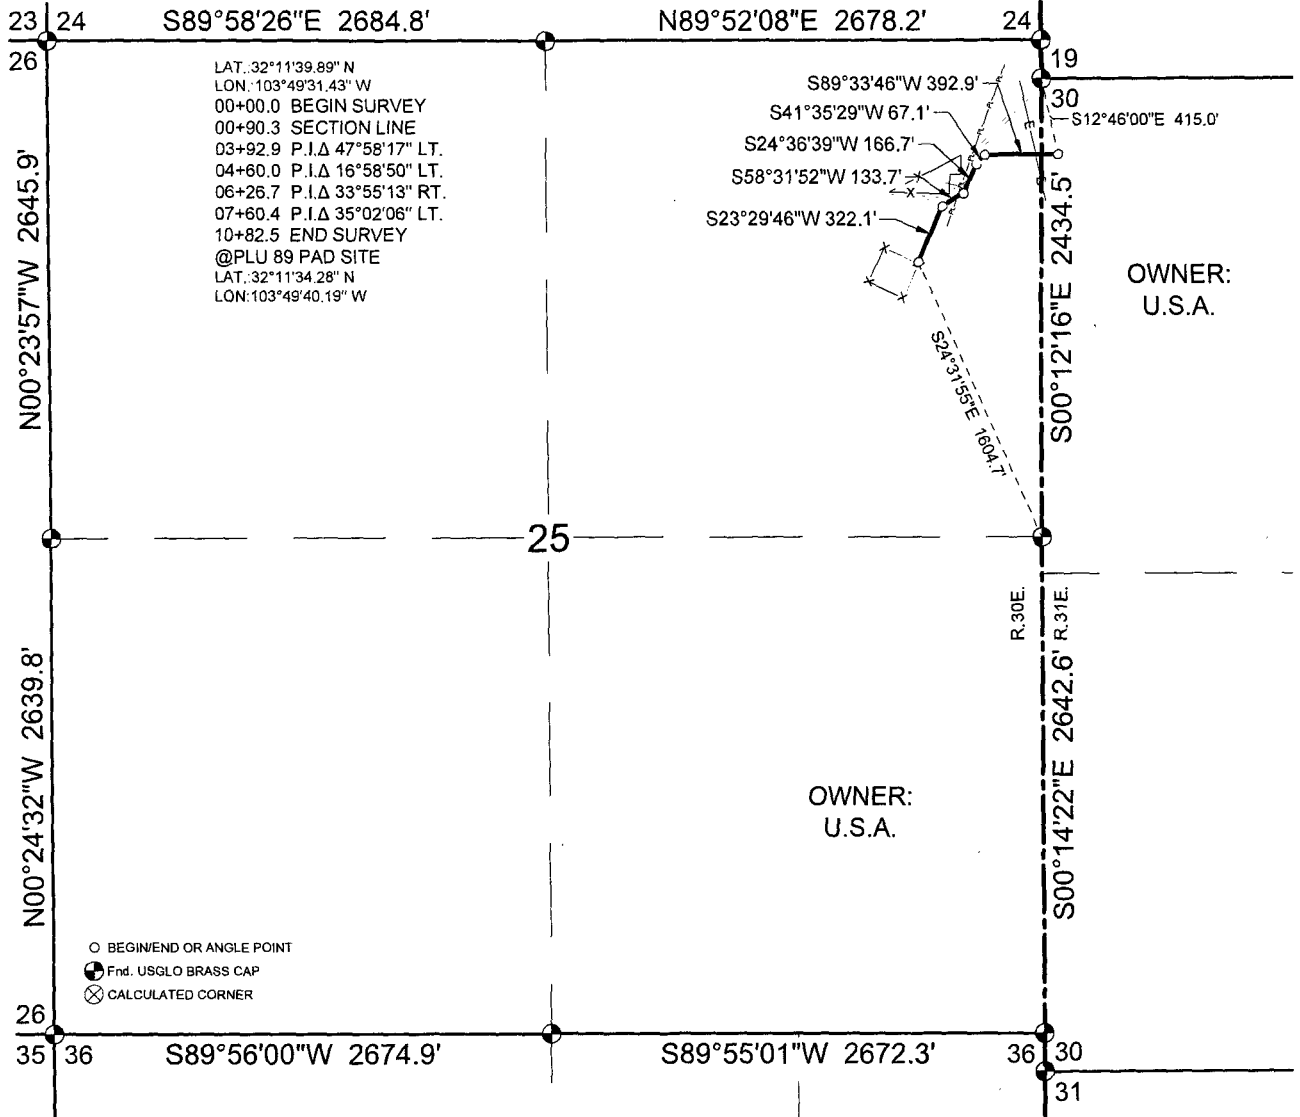 23 24 S89°58'26"E 2684.8' N89°52'08"E 2678.2' 24
26 19
30
LAT.:32°11'39.89" N
LON.:103°49'31.43" W
00+00.0 BEGIN SURVEY
00+90.3 SECTION LINE
03+92.9 P.I.Δ 47°58'17" LT.
04+60.0 P.I.Δ 16°58'50" LT.
06+26.7 P.I.Δ 33°55'13" RT.
07+60.4 P.I.Δ 35°02'06" LT.
10+82.5 END SURVEY
@PLU 89 PAD SITE
LAT.:32°11'34.28" N
LON:103°49'40.19" W
S89°33'46"W 392.9'
S41°35'29"W 67.1'
S24°36'39"W 166.7'
S58°31'52"W 133.7'
S23°29'46"W 322.1'
S12°46'00"E 415.0'
N00°23'57"W 2645.9'
S00°12'16"E 2434.5'
OWNER:
U.S.A.
S24°31'55"E 1604.7'
25
R.30E.
R.31E.
N00°24'32"W 2639.8'
S00°14'22"E 2642.6'
OWNER:
U.S.A.
BEGIN/END OR ANGLE POINT
Fnd. USGLO BRASS CAP
CALCULATED CORNER
26
35 36 S89°56'00"W 2674.9' S89°55'01"W 2672.3' 36 30
31